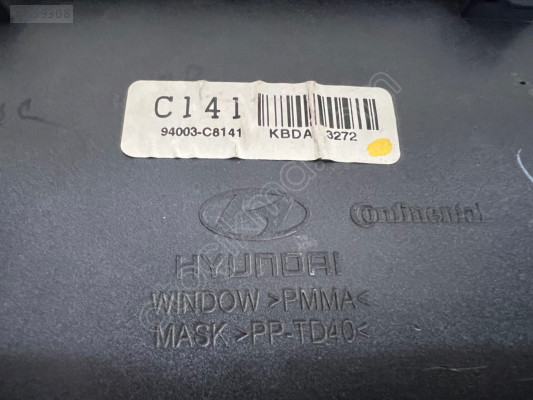 C141
94003-C8141
KBDA 3272
HYUNDAI
Continental
WINDOW >PMMA<
MASK >PP-TD40<